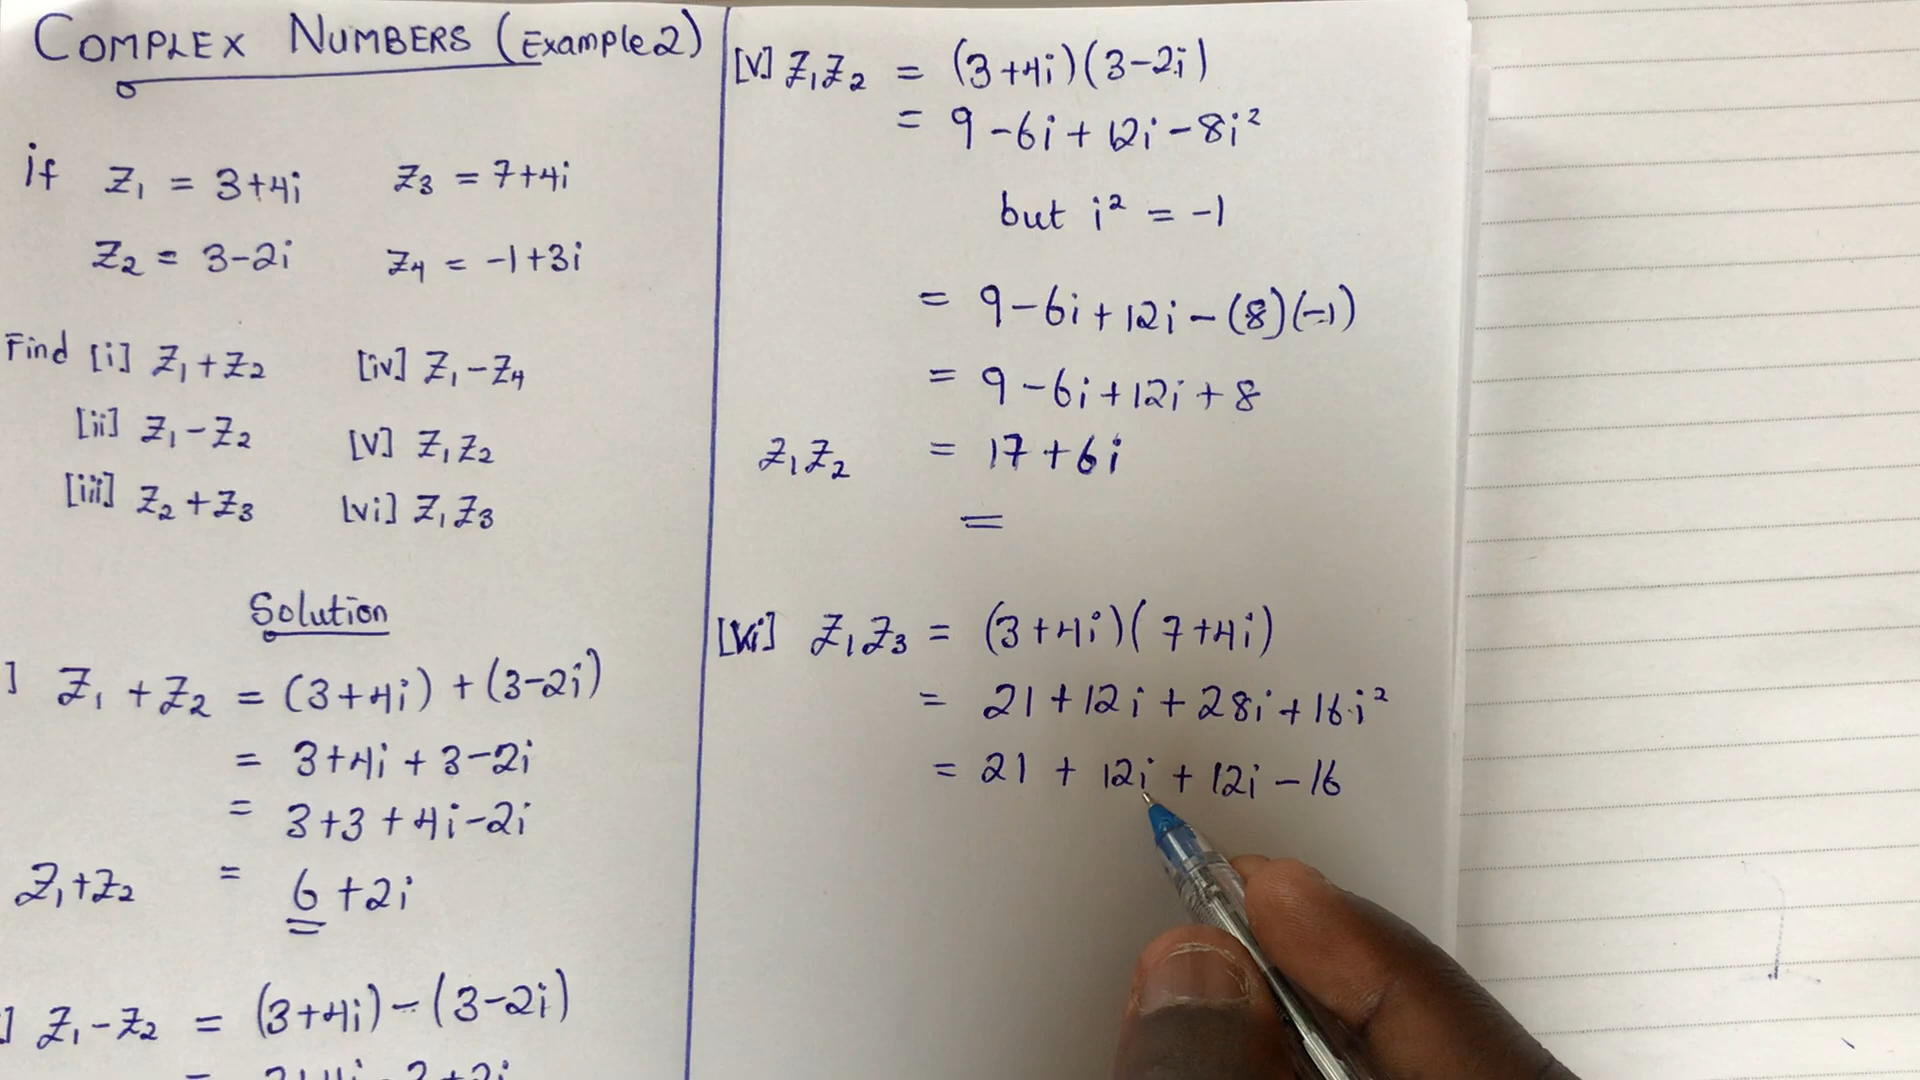 COMPLEX NUMBERS (Example 2)
if Z₁ = 3+4i Z₃ = 7+4i
Z₂ = 3-2i Z₄ = -1+3i
Find [i] Z₁+Z₂ [iv] Z₁-Z₄
[ii] Z₁-Z₂ [v] Z₁Z₂
[iii] Z₂+Z₃ [vi] Z₁Z₃
Solution
] Z₁+Z₂ = (3+4i)+(3-2i)
= 3+4i+3-2i
= 3+3+4i-2i
Z₁+Z₂ = 6+2i
] Z₁-Z₂ = (3+4i)-(3-2i)
[v] Z₁Z₂ = (3+4i)(3-2i)
= 9-6i+12i-8i²
but i² = -1
= 9-6i+12i-(8)(-1)
= 9-6i+12i+8
Z₁Z₂ = 17+6i
=
[vi] Z₁Z₃ = (3+4i)(7+4i)
= 21+12i+28i+16i²
= 21 + 12i + 12i - 16